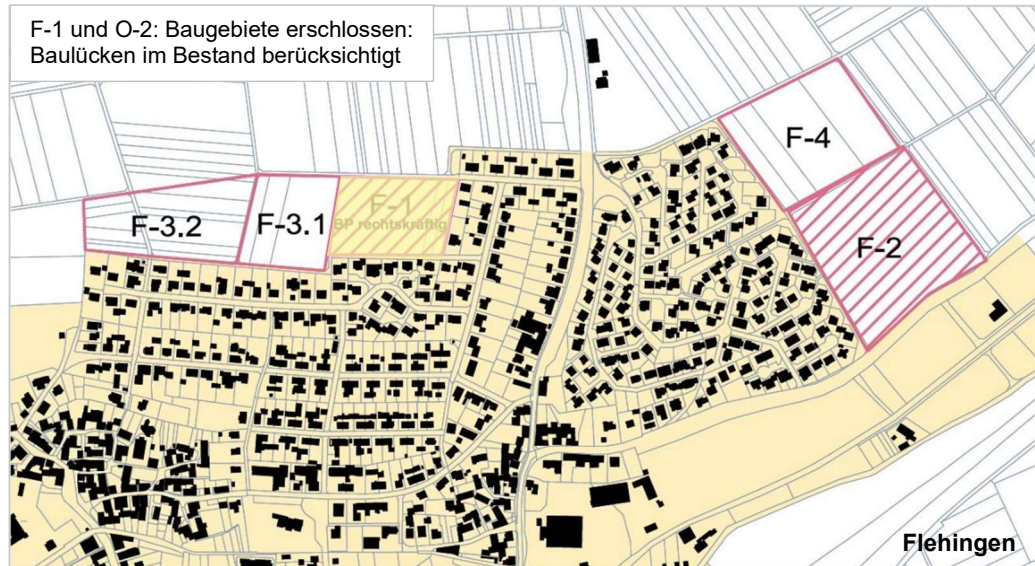 F-1 und O-2: Baugebiete erschlossen:
Baulücken im Bestand berücksichtigt
F-4
F-3.2
F-3.1
F-1
BP rechtskräftig
F-2
Flehingen